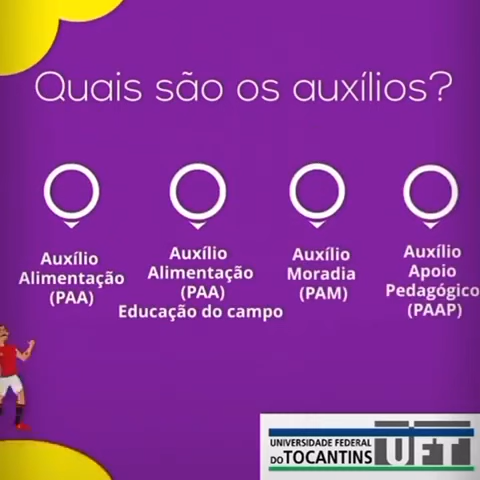 Quais são os auxílios?
Auxílio
Alimentação
(PAA)
Auxílio
Alimentação
(PAA)
Educação do campo
Auxílio
Moradia
(PAM)
Auxílio
Apoio
Pedagógico
(PAAP)
UNIVERSIDADE FEDERAL
DO TOCANTINS
UFT